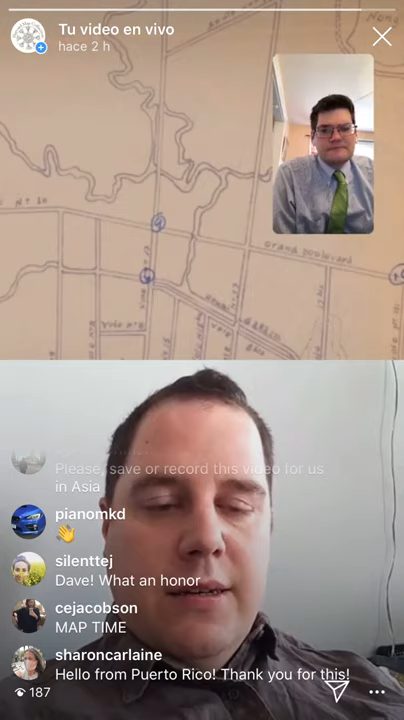 Tu video en vivo
hace 2 h
grand boulevard
Please, save or record this video for us
in Asia
pianomkd
👋
silenttej
Dave! What an honor
cejacobson
MAP TIME
sharoncarlaine
Hello from Puerto Rico! Thank you for this!
187